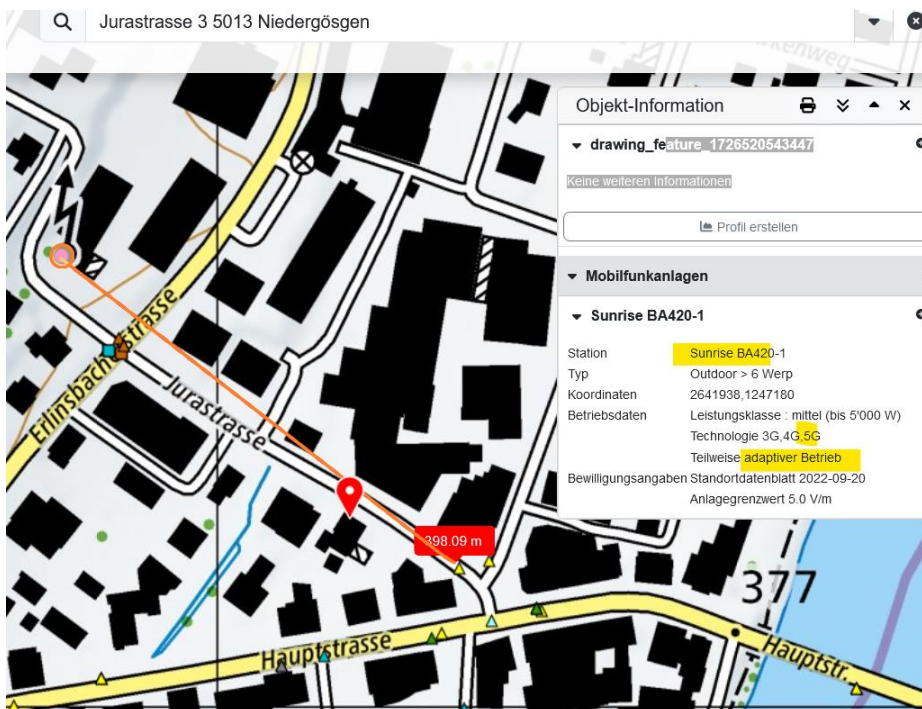 Jurastrasse 3 5013 Niedergösgen
kenweg
Objekt-Information
drawing_feature_1726520543447
Keine weiteren Informationen
Profil erstellen
Mobilfunkanlagen
Sunrise BA420-1
Station Sunrise BA420-1
Typ Outdoor > 6 Werp
Koordinaten 2641938,1247180
Betriebsdaten Leistungsklasse : mittel (bis 5'000 W)
Technologie 3G,4G,5G
Teilweise adaptiver Betrieb
Bewilligungsangaben Standortdatenblatt 2022-09-20
Anlagegrenzwert 5.0 V/m
Erlinsbacherstrasse
Jurastrasse
398.09 m
377
Hauptstrasse
Hauptstr.